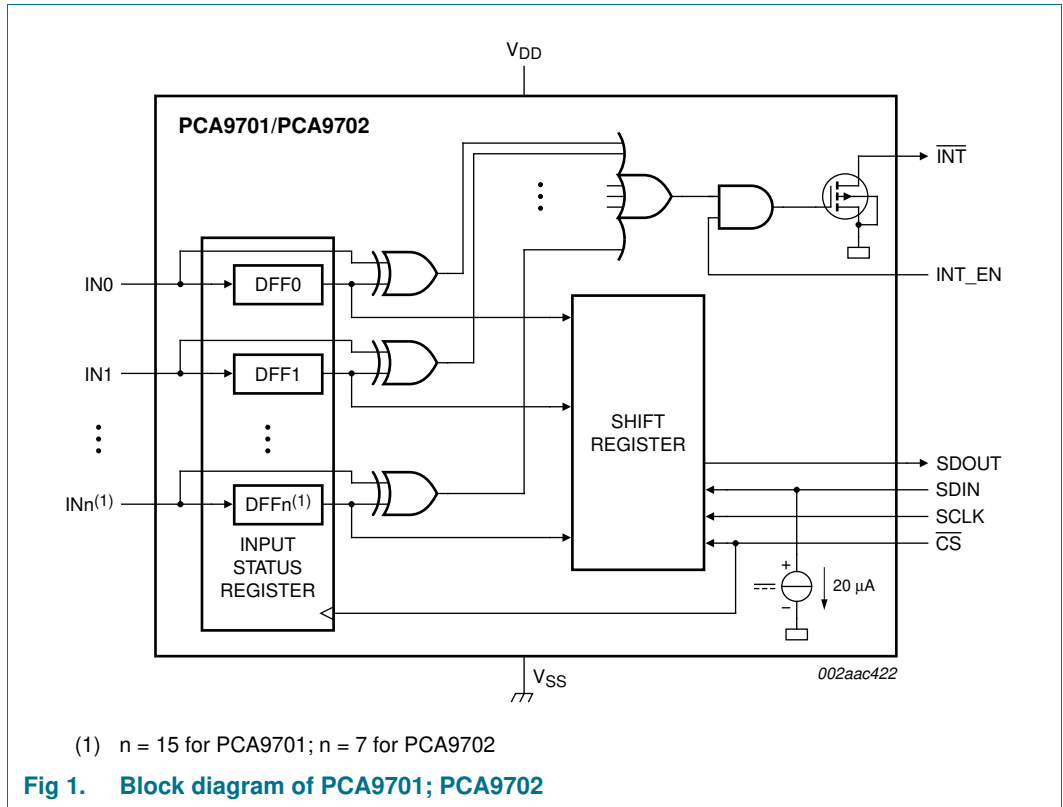 VDD
PCA9701/PCA9702
INT
INT_EN
IN0
DFF0
IN1
DFF1
SHIFT
REGISTER
SDOUT
SDIN
SCLK
CS
INn(1)
DFFn(1)
INPUT
STATUS
REGISTER
+
−
20 μA
VSS
002aac422
(1) n = 15 for PCA9701; n = 7 for PCA9702
Fig 1. Block diagram of PCA9701; PCA9702